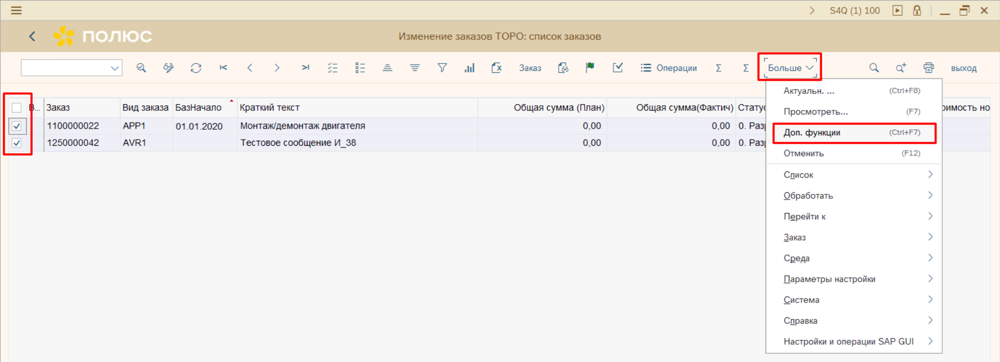 S4Q (1) 100
ПОЛЮС
Изменение заказов ТОРО: список заказов
Заказ Операции Σ Σ Больше выход
В... Заказ Вид заказа БазНачало Краткий текст Общая сумма (План) Общая сумма(Фактич) Стату оимость но
1100000022 APP1 01.01.2020 Монтаж/демонтаж двигателя 0,00 0,00 0. Раз
1250000042 AVR1 Тестовое сообщение И_38 0,00 0,00 0. Раз
Актуальн. ... (Ctrl+F8)
Просмотреть... (F7)
Доп. функции (Ctrl+F7)
Отменить (F12)
Список
Обработать
Перейти к
Заказ
Среда
Параметры настройки
Система
Справка
Настройки и операции SAP GUI